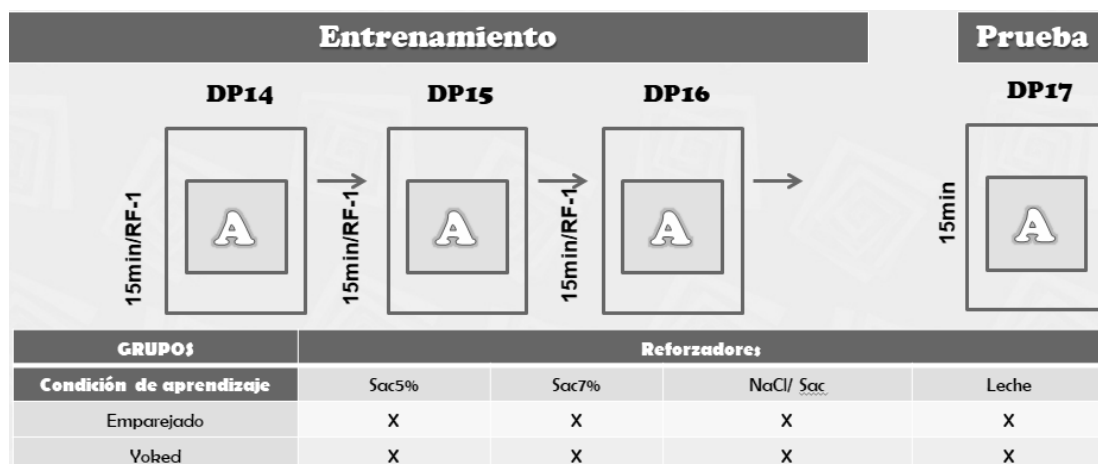 Entrenamiento
Prueba
DP14
DP15
DP16
DP17
15min/RF-1
A
15min/RF-1
A
15min/RF-1
A
15min
A
GRUPOS Reforzadores
Condición de aprendizaje Sac5% Sac7% NaCl/ Sac Leche
Emparejado X X X X
Yoked X X X X